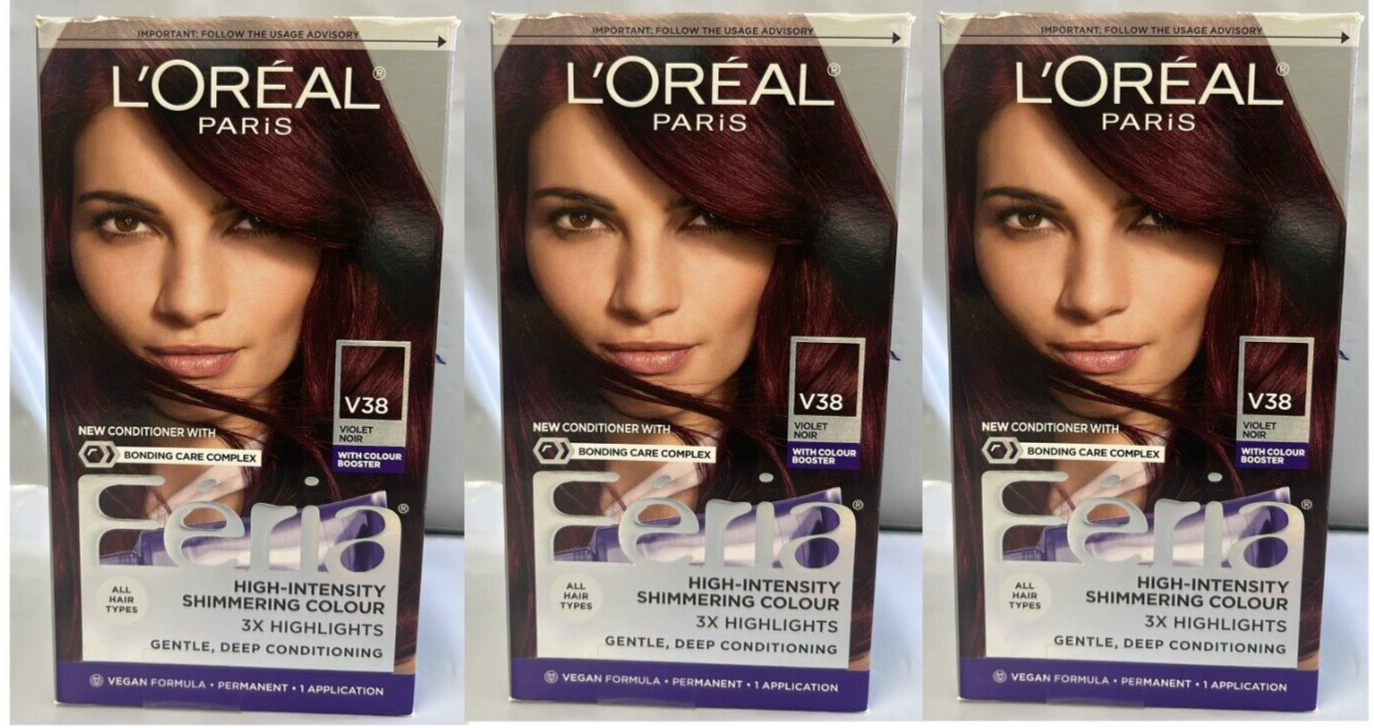 IMPORTANT: FOLLOW THE USAGE ADVISORY
L'ORÉAL®
PARiS
V38
VIOLET
NOIR
WITH COLOUR
BOOSTER
NEW CONDITIONER WITH
BONDING CARE COMPLEX
Féria®
ALL
HAIR
TYPES
HIGH-INTENSITY
SHIMMERING COLOUR
3X HIGHLIGHTS
GENTLE, DEEP CONDITIONING
VEGAN FORMULA • PERMANENT • 1 APPLICATION
IMPORTANT: FOLLOW THE USAGE ADVISORY
L'ORÉAL®
PARiS
V38
VIOLET
NOIR
WITH COLOUR
BOOSTER
NEW CONDITIONER WITH
BONDING CARE COMPLEX
Féria®
ALL
HAIR
TYPES
HIGH-INTENSITY
SHIMMERING COLOUR
3X HIGHLIGHTS
GENTLE, DEEP CONDITIONING
VEGAN FORMULA • PERMANENT • 1 APPLICATION
IMPORTANT: FOLLOW THE USAGE ADVISORY
L'ORÉAL®
PARiS
V38
VIOLET
NOIR
WITH COLOUR
BOOSTER
NEW CONDITIONER WITH
BONDING CARE COMPLEX
Féria®
ALL
HAIR
TYPES
HIGH-INTENSITY
SHIMMERING COLOUR
3X HIGHLIGHTS
GENTLE, DEEP CONDITIONING
VEGAN FORMULA • PERMANENT • 1 APPLICATION